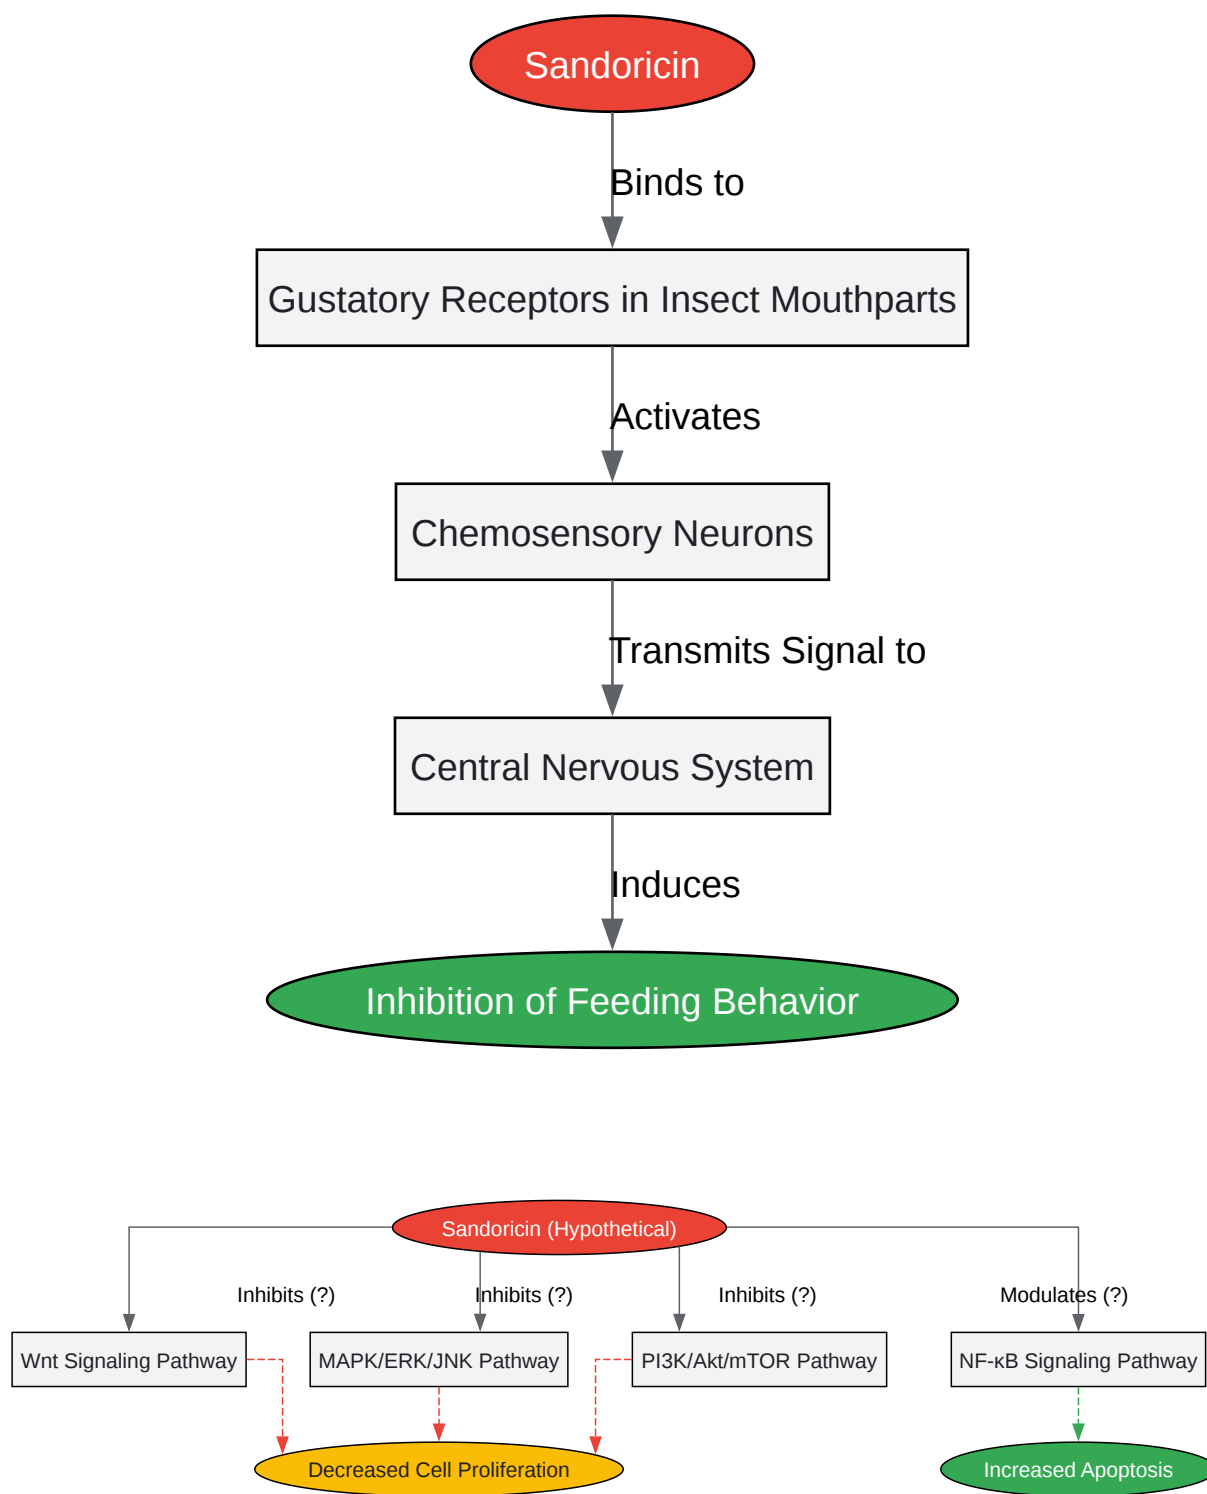 Sandoricin
Binds to
Gustatory Receptors in Insect Mouthparts
Activates
Chemosensory Neurons
Transmits Signal to
Central Nervous System
Induces
Inhibition of Feeding Behavior
Sandoricin (Hypothetical)
Inhibits (?)
Inhibits (?)
Inhibits (?)
Modulates (?)
Wnt Signaling Pathway
MAPK/ERK/JNK Pathway
PI3K/Akt/mTOR Pathway
NF-κB Signaling Pathway
Decreased Cell Proliferation
Increased Apoptosis